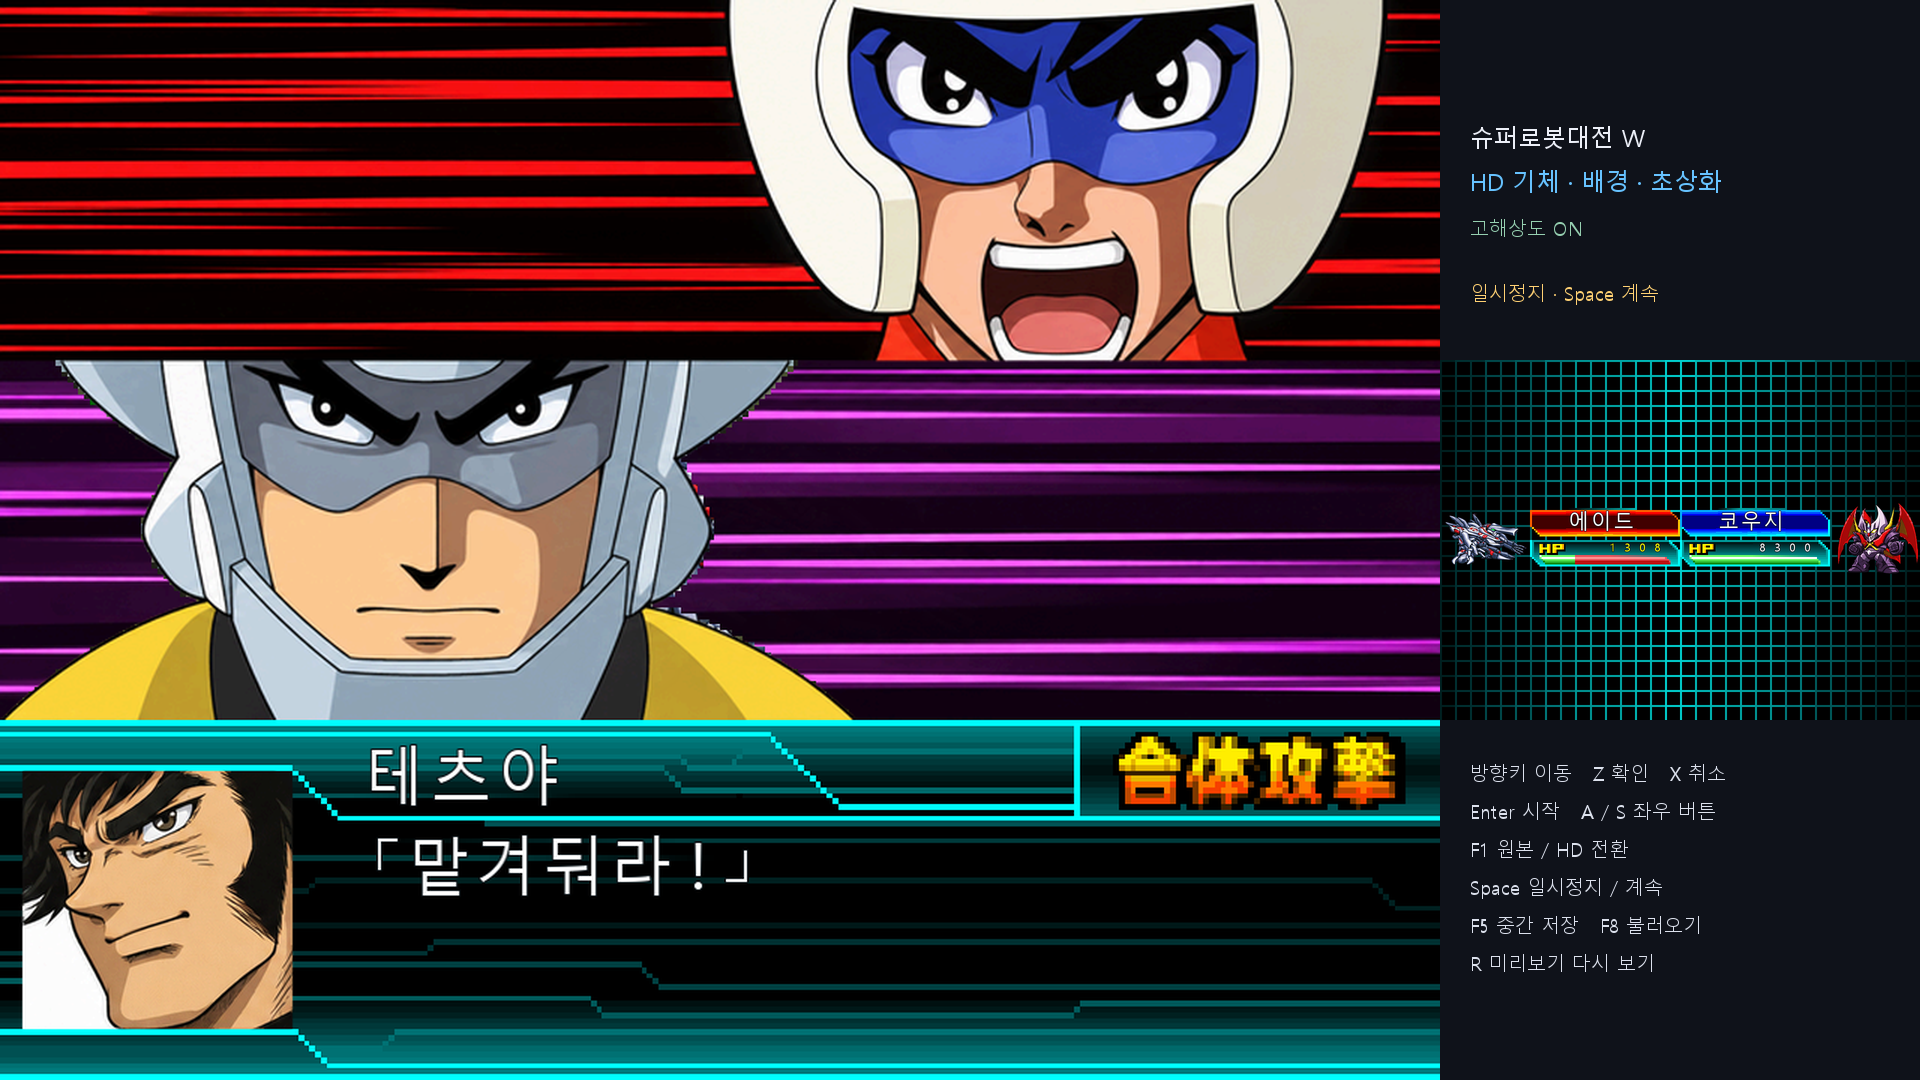 슈퍼로봇대전 W
HD 기체 · 배경 · 초상화
고해상도 ON
일시정지 · Space 계속
에이드
코우지
HP 1308
HP 8300
테츠야
合体攻撃
「맡겨둬라!」
방향키 이동 Z 확인 X 취소
Enter 시작 A / S 좌우 버튼
F1 원본 / HD 전환
Space 일시정지 / 계속
F5 중간 저장 F8 불러오기
R 미리보기 다시 보기